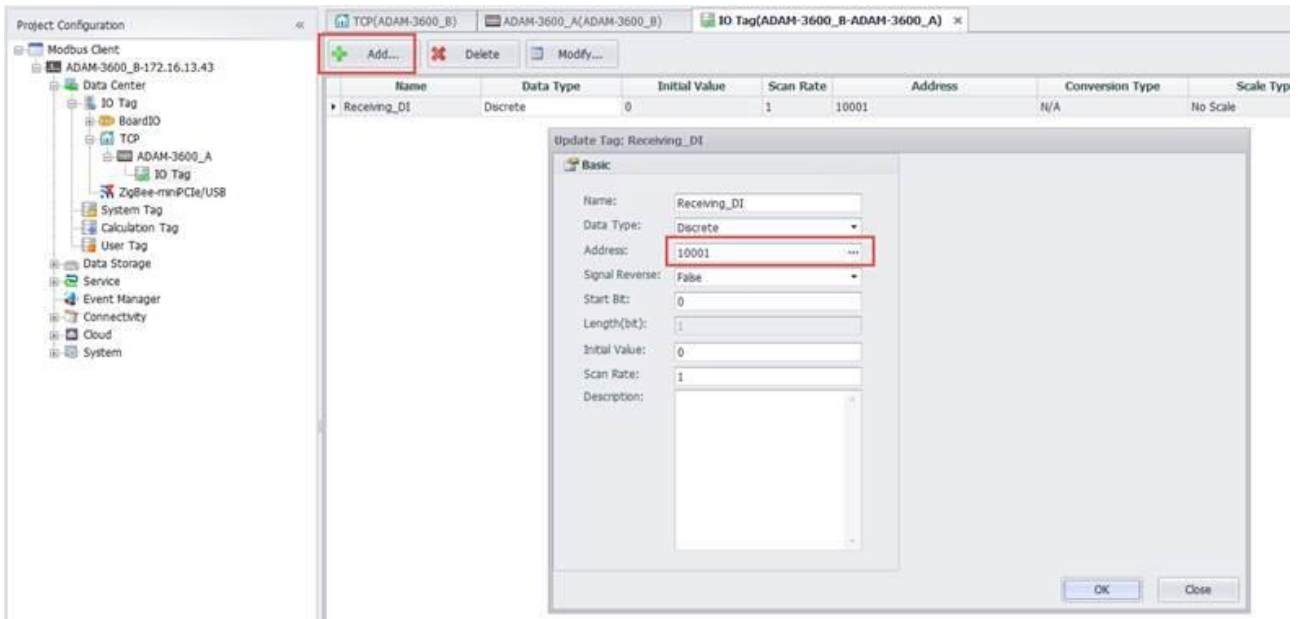 Project Configuration «
Modbus Client
ADAM-3600_B-172.16.13.43
Data Center
IO Tag
BoardIO
TCP
ADAM-3600_A
IO Tag
ZigBee-miniPCIe/USB
System Tag
Calculation Tag
User Tag
Data Storage
Service
Event Manager
Connectivity
Cloud
System
TCP(ADAM-3600_B) ADAM-3600_A(ADAM-3600_B) IO Tag(ADAM-3600_B-ADAM-3600_A) ×
Add... Delete Modify...
Name Data Type Initial Value Scan Rate Address Conversion Type Scale Typ
Receiving_DI Discrete 0 1 10001 N/A No Scale
Update Tag: Receiving_DI
Basic
Name: Receiving_DI
Data Type: Discrete
Address: 10001 ...
Signal Reverse: False
Start Bit: 0
Length(bit): 1
Initial Value: 0
Scan Rate: 1
Description:
OK Close